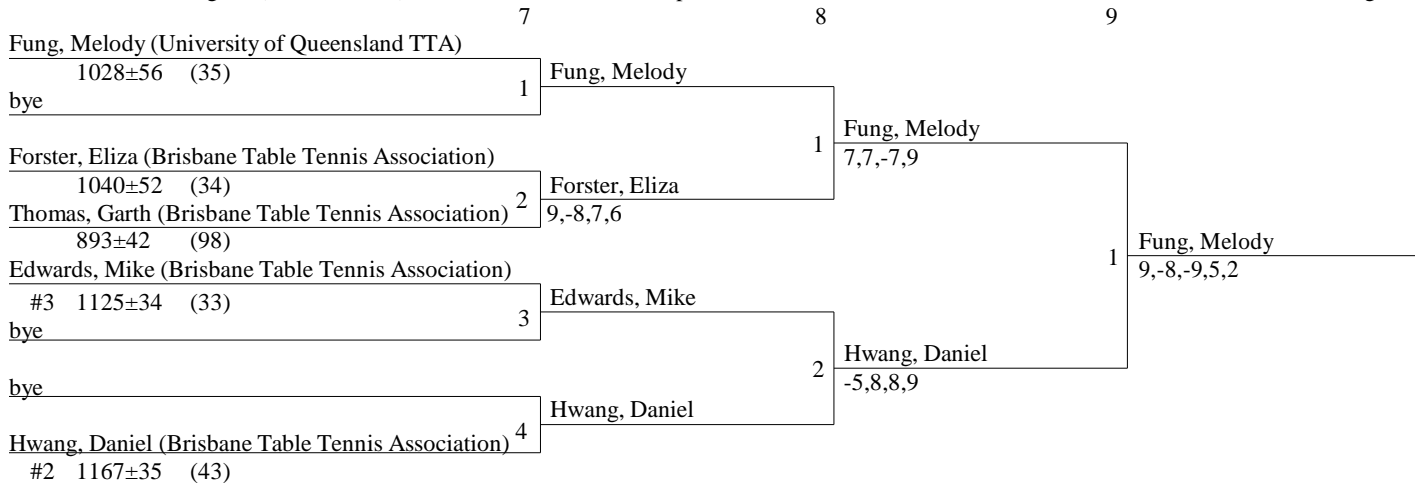 7 8 9
Fung, Melody (University of Queensland TTA)
1028±56 (35)
1
Fung, Melody
bye
Fung, Melody
1
7,7,-7,9
Forster, Eliza (Brisbane Table Tennis Association)
1040±52 (34)
2
Forster, Eliza
Thomas, Garth (Brisbane Table Tennis Association)
9,-8,7,6
893±42 (98)
Fung, Melody
1
9,-8,-9,5,2
Edwards, Mike (Brisbane Table Tennis Association)
#3 1125±34 (33)
3
Edwards, Mike
bye
Hwang, Daniel
2
-5,8,8,9
bye
Hwang, Daniel
4
Hwang, Daniel (Brisbane Table Tennis Association)
#2 1167±35 (43)